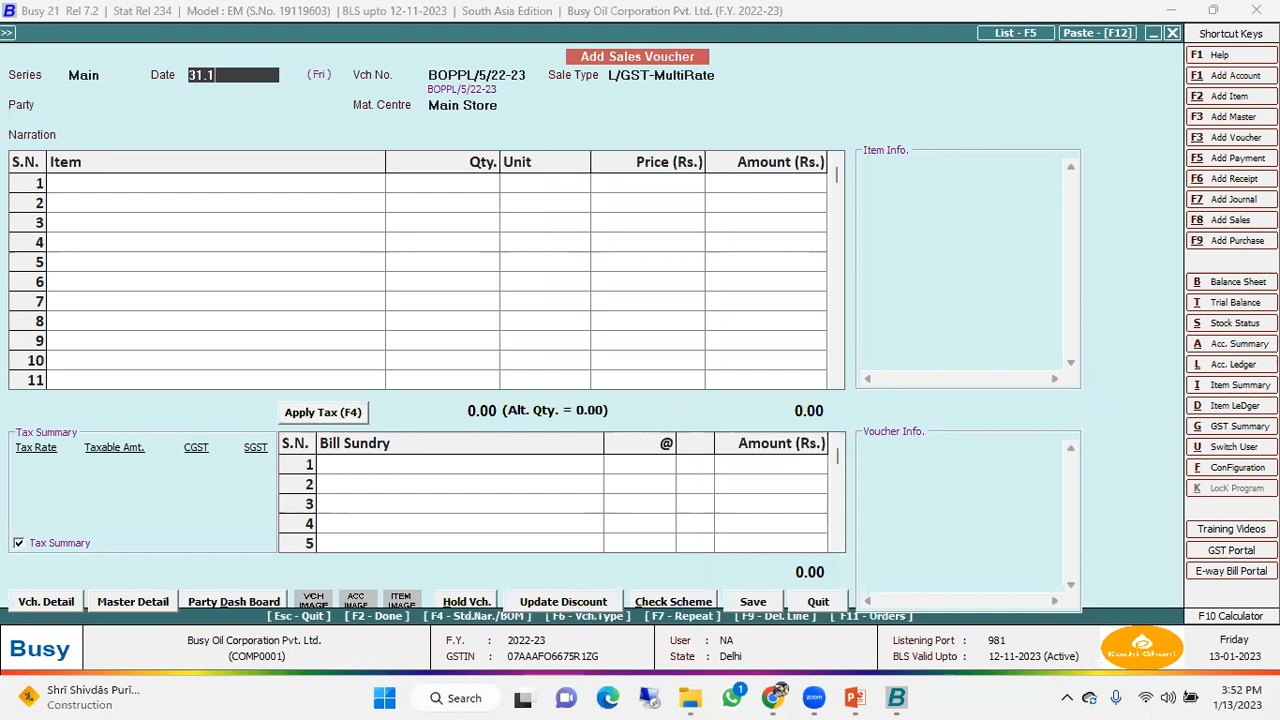 Busy 21 Rel 7.2 | Stat Rel 234 | Model : EM (S.No. 19119603) | BLS upto 12-11-2023 | South Asia Edition | Busy Oil Corporation Pvt. Ltd. (F.Y. 2022-23)
>> List - F5 Paste - [F12] Shortcut Keys
Add Sales Voucher
Series Main Date 31.1 (Fri) Vch No. BOPPL/5/22-23 Sale Type L/GST-MultiRate
BOPPL/5/22-23
Party Mat. Centre Main Store
Narration
S.N. Item Qty. Unit Price (Rs.) Amount (Rs.)
1
2
3
4
5
6
7
8
9
10
11
Item Info.
Apply Tax (F4) 0.00 (Alt. Qty. = 0.00) 0.00
Tax Summary
Tax Rate Taxable Amt. CGST SGST
Tax Summary
S.N. Bill Sundry @ Amount (Rs.)
1
2
3
4
5
0.00
Voucher Info.
Vch. Detail Master Detail Party Dash Board VCH IMAGE ACC IMAGE ITEM IMAGE Hold Vch. Update Discount Check Scheme Save Quit
[ Esc - Quit ] [ F2 - Done ] [ F4 - Std.Nar./BOM ] [ F6 - Vch.Type ] [ F7 - Repeat ] [ F9 - Del. Line ] [ F11 - Orders ]
F1 Help
F1 Add Account
F2 Add Item
F3 Add Master
F3 Add Voucher
F5 Add Payment
F6 Add Receipt
F7 Add Journal
F8 Add Sales
F9 Add Purchase
B Balance Sheet
T Trial Balance
S Stock Status
A Acc. Summary
L Acc. Ledger
I Item Summary
D Item LeDger
G GST Summary
U Switch User
F ConFiguration
K LocK Program
Training Videos
GST Portal
E-way Bill Portal
F10 Calculator
Busy
Busy Oil Corporation Pvt. Ltd. F.Y. : 2022-23 User : NA Listening Port : 981 Friday
(COMP0001) GSTIN : 07AAAFO6675R1ZG State : Delhi BLS Valid Upto : 12-11-2023 (Active) 13-01-2023
Kachi Ghani
Shrī Shivdās Purī...
Construction
Search
1
3:52 PM
1/13/2023